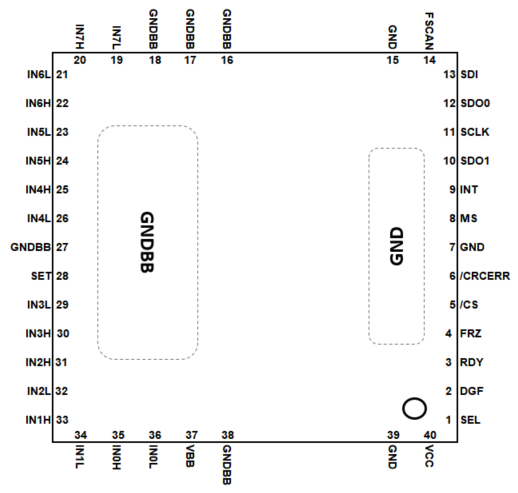 IN7H
IN7L
GNDBB
GNDBB
GNDBB
GND
FSCAN
20 19 18 17 16 15 14
IN6L 21 13 SDI
IN6H 22 12 SDO0
IN5L 23 11 SCLK
IN5H 24 10 SDO1
IN4H 25 9 INT
IN4L 26 8 MS
GNDBB 27 7 GND
SET 28 6 /CRCERR
IN3L 29 5 /CS
IN3H 30 4 FRZ
IN2H 31 3 RDY
IN2L 32 2 DGF
IN1H 33 1 SEL
GNDBB
GND
34 35 36 37 38 39 40
IN1L
IN0H
IN0L
VBB
GNDBB
GND
VCC